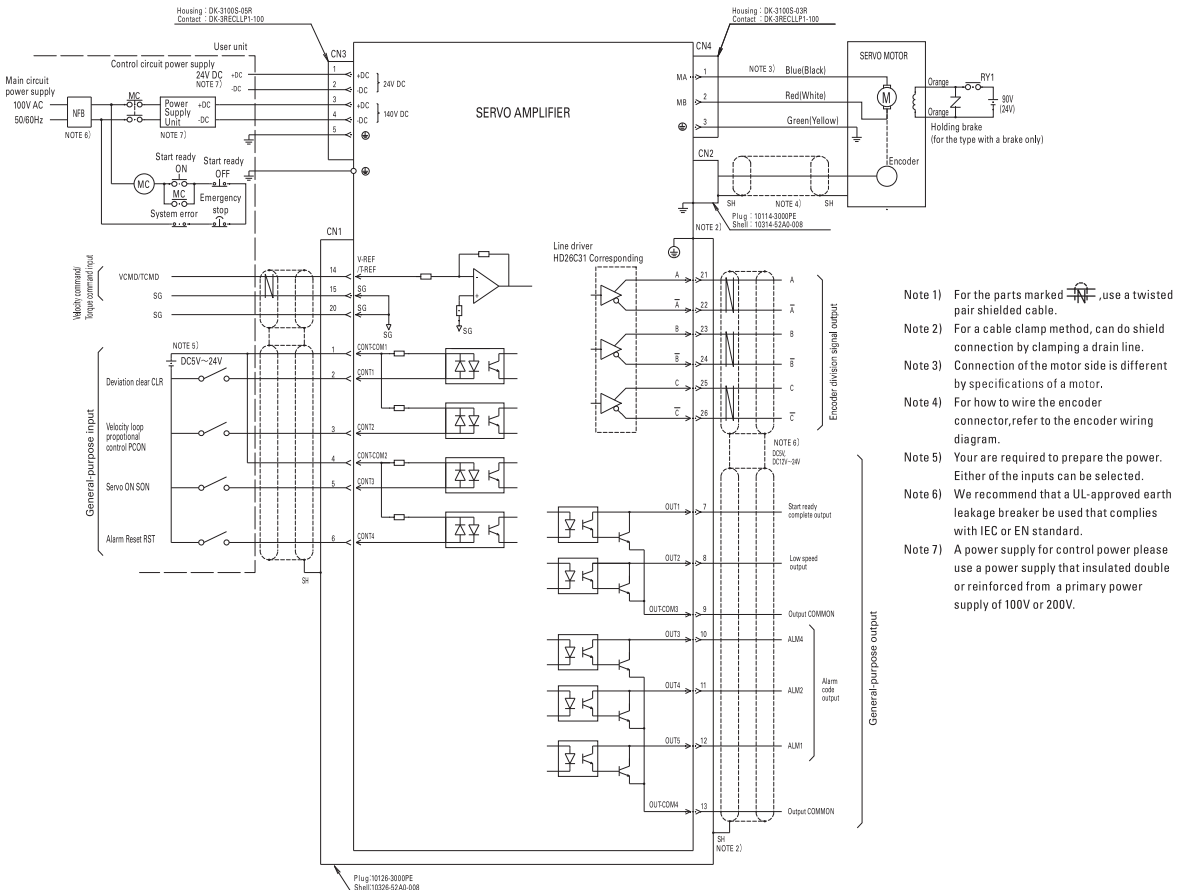 Housing : DK-3100S-05R
Contact : DK-3RECLLP1-100
Housing : DK-3100S-03R
Contact : DK-3RECLLP1-100
User unit
CN3
CN4
SERVO MOTOR
Control circuit power supply
24V DC
NOTE 7)
+DC
-DC
1
2
+DC
-DC
24V DC
Main circuit
power supply
100V AC
50/60Hz
NFB
NOTE 6)
MC
Power
Supply
Unit
+DC
-DC
NOTE 7)
3
4
5
+DC
-DC
140V DC
SERVO AMPLIFIER
MA
1
NOTE 3)
Blue(Black)
MB
2
Red(White)
3
Green(Yellow)
M
Encoder
Orange
Orange
RY1
90V
(24V)
Holding brake
(for the type with a brake only)
Start ready
ON
Start ready
OFF
MC
MC
Emergency
stop
System error
CN2
SH
NOTE 4)
SH
Plug : 10114-3000PE
Shell : 10314-52A0-008
NOTE 2)
CN1
Velocity command/
Torque command input
VCMD/TCMD
SG
SG
14
15
20
V-REF
/T-REF
SG
SG
SG
SG
-
+
Line driver
HD26C31 Corresponding
A
21
A
A
22
A
B
23
B
B
24
B
C
25
C
C
26
C
Encoder division signal output
NOTE 5)
DC5V~24V
General-purpose input
Deviation clear CLR
Velocity loop
propotional
control PCON
Servo ON SON
Alarm Reset RST
1
CONT-COM1
2
CONT1
3
CONT2
4
CONT-COM2
5
CONT3
6
CONT4
SH
NOTE 6)
DC5V,
DC12V~24V
OUT1
7
Start ready
complete output
OUT2
8
Low speed
output
OUT-COM3
9
Output COMMON
OUT3
10
ALM4
OUT4
11
ALM2
OUT5
12
ALM1
Alarm
code
output
OUT-COM4
13
Output COMMON
General-purpose output
SH
NOTE 2)
Plug:10126-3000PE
Shell:10326-52A0-008
Note 1) For the parts marked ,use a twisted
pair shielded cable.
Note 2) For a cable clamp method, can do shield
connection by clamping a drain line.
Note 3) Connection of the motor side is different
by specifications of a motor.
Note 4) For how to wire the encoder
connector,refer to the encoder wiring
diagram.
Note 5) Your are required to prepare the power.
Either of the inputs can be selected.
Note 6) We recommend that a UL-approved earth
leakage breaker be used that complies
with IEC or EN standard.
Note 7) A power supply for control power please
use a power supply that insulated double
or reinforced from a primary power
supply of 100V or 200V.